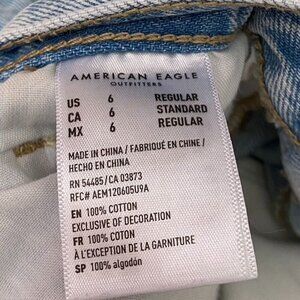 AMERICAN EAGLE
OUTFITTERS
US 6 REGULAR
CA 6 STANDARD
MX 6 REGULAR
MADE IN CHINA / FABRIQUÉ EN CHINE /
HECHO EN CHINA
RN 54485/CA 03873
RFC# AEM120605U9A
EN 100% COTTON
EXCLUSIVE OF DECORATION
FR 100% COTON
À L'EXCLUSION DE LA GARNITURE
SP 100% algodón